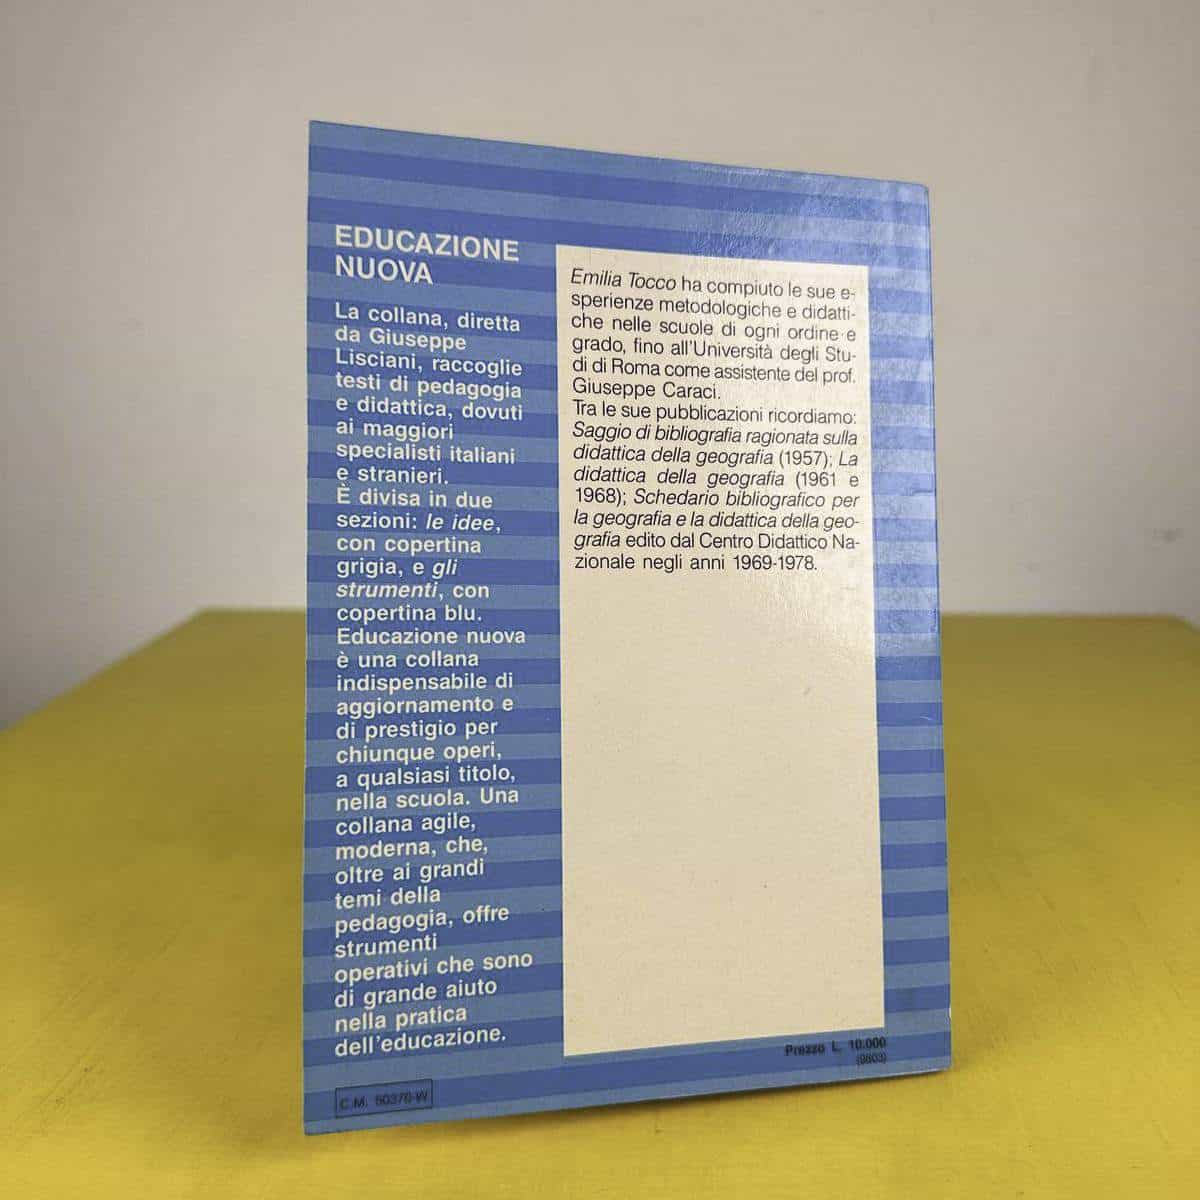 EDUCAZIONE
NUOVA
La collana, diretta
da Giuseppe
Lisciani, raccoglie
testi di pedagogia
e didattica, dovuti
ai maggiori
specialisti italiani
e stranieri.
È divisa in due
sezioni: le idee,
con copertina
grigia, e gli
strumenti, con
copertina blu.
Educazione nuova
è una collana
indispensabile di
aggiornamento e
di prestigio per
chiunque operi,
a qualsiasi titolo,
nella scuola. Una
collana agile,
moderna, che,
oltre ai grandi
temi della
pedagogia, offre
strumenti
operativi che sono
di grande aiuto
nella pratica
dell'educazione.
C.M. 50370-W
Emilia Tocco ha compiuto le sue e-
sperienze metodologiche e didatti-
che nelle scuole di ogni ordine e
grado, fino all'Università degli Stu-
di di Roma come assistente del prof.
Giuseppe Caraci.
Tra le sue pubblicazioni ricordiamo:
Saggio di bibliografia ragionata sulla
didattica della geografia (1957); La
didattica della geografia (1961 e
1968); Schedario bibliografico per
la geografia e la didattica della geo-
grafia edito dal Centro Didattico Na-
zionale negli anni 1969-1978.
Prezzo L. 10.000
(9803)